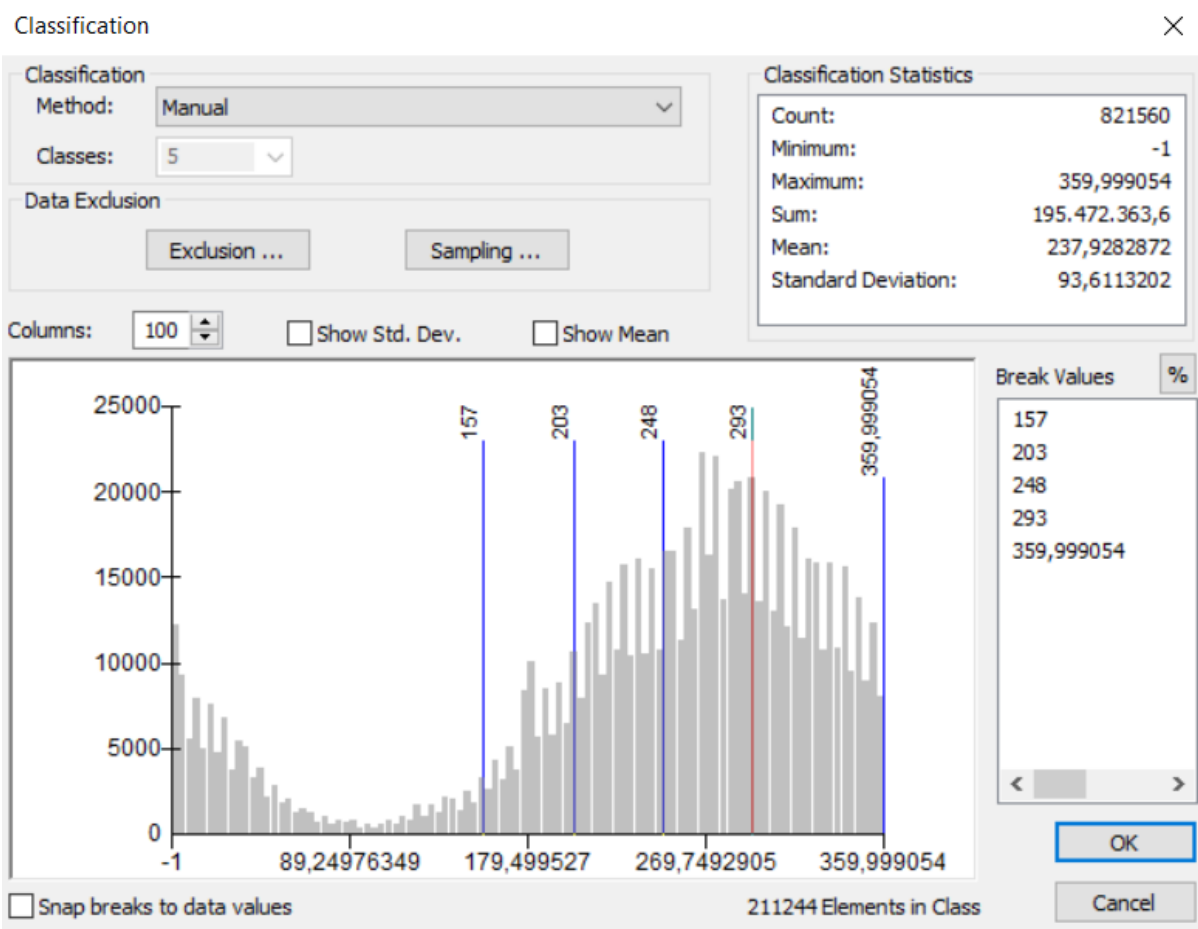 Classification
Classification
Method: Manual
Classes: 5
Data Exclusion
Exclusion ...
Sampling ...
Classification Statistics
Count: 821560
Minimum: -1
Maximum: 359,999054
Sum: 195.472.363,6
Mean: 237,9282872
Standard Deviation: 93,6113202
Columns: 100 Show Std. Dev. Show Mean
Break Values %
157
203
248
293
359,999054
25000
20000
15000
10000
5000
0
157
203
248
293
359,999054
-1 89,24976349 179,499527 269,7492905 359,999054
OK
Snap breaks to data values
211244 Elements in Class
Cancel